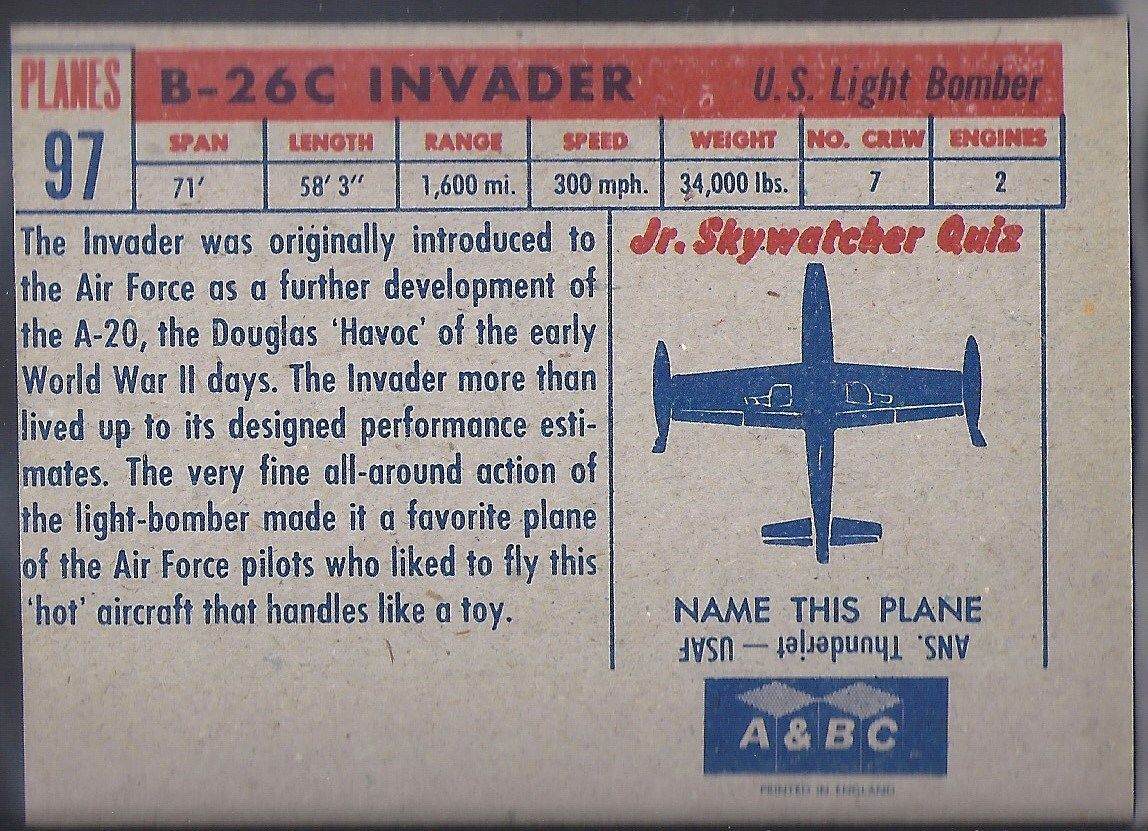 PLANES
97
B-26C INVADER U.S. Light Bomber
SPAN LENGTH RANGE SPEED WEIGHT NO. CREW ENGINES
71' 58' 3" 1,600 mi. 300 mph. 34,000 lbs. 7 2
The Invader was originally introduced to
the Air Force as a further development of
the A-20, the Douglas 'Havoc' of the early
World War II days. The Invader more than
lived up to its designed performance esti-
mates. The very fine all-around action of
the light-bomber made it a favorite plane
of the Air Force pilots who liked to fly this
'hot' aircraft that handles like a toy.
Jr. Skywatcher Quiz
NAME THIS PLANE
ANS. Thunderjet — USAF
A & B C
PRINTED IN ENGLAND